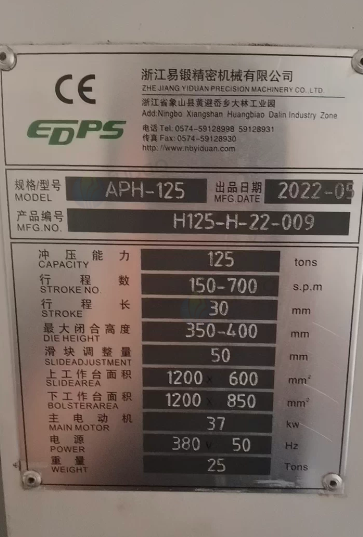 CE
EDPS
浙江易锻精密机械有限公司
ZHE JIANG YIDUAN PRECISION MACHINERY CO., LTD.
浙江省象山县黄避岙乡大林工业园
Add:Ningbo Xiangshan Huangbiao Dalin Industry Zone
电话 Tel: 0574-59128998 59128931
传真 Fax: 0574-59128930
http://www.nbyiduan.com
规格/型号 APH-125 出品日期 2022-05
MODEL MFG DATE
产品编号 H125-H-22-009
MFG.NO.
冲压能力 125 tons
CAPACITY
行程数 150-700 s.p.m
STROKE NO
行程长 30 mm
STROKE
最大闭合高度 350-400 mm
DIE HEIGHT
滑块调整量 50 mm
SLIDEADJUSTMENT
上工作台面积 1200 × 600 mm²
SLIDEAREA
下工作台面积 1200 × 850 mm²
BOLSTERAREA
主电动机 37 kw
MAIN MOTOR
电源 380 × 50 Hz
POWER
重量 25 Tons
WEIGHT